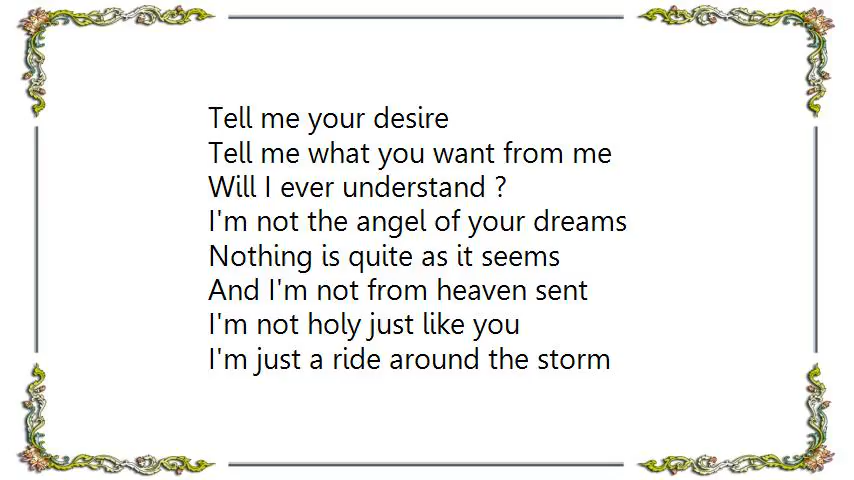 Tell me your desire
Tell me what you want from me
Will I ever understand ?
I'm not the angel of your dreams
Nothing is quite as it seems
And I'm not from heaven sent
I'm not holy just like you
I'm just a ride around the storm